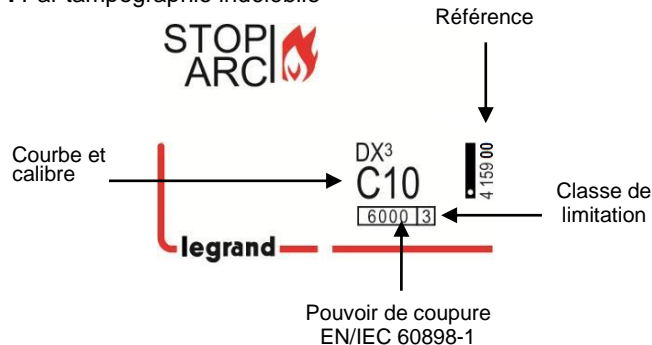 Par tampographie indélébile
Référence
STOP
ARC
Courbe et
calibre
DX³
C10
6000 3
4 159 00
Classe de
limitation
legrand
Pouvoir de coupure
EN/IEC 60898-1